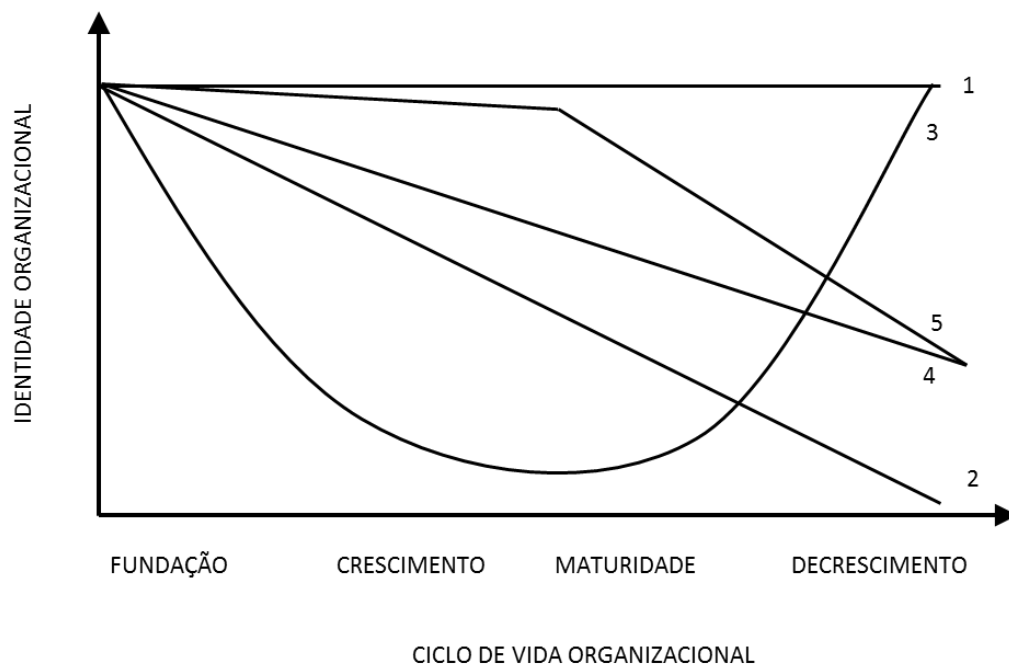 IDENTIDADE ORGANIZACIONAL
1
3
5
4
2
FUNDAÇÃO CRESCIMENTO MATURIDADE DECRESCIMENTO
CICLO DE VIDA ORGANIZACIONAL